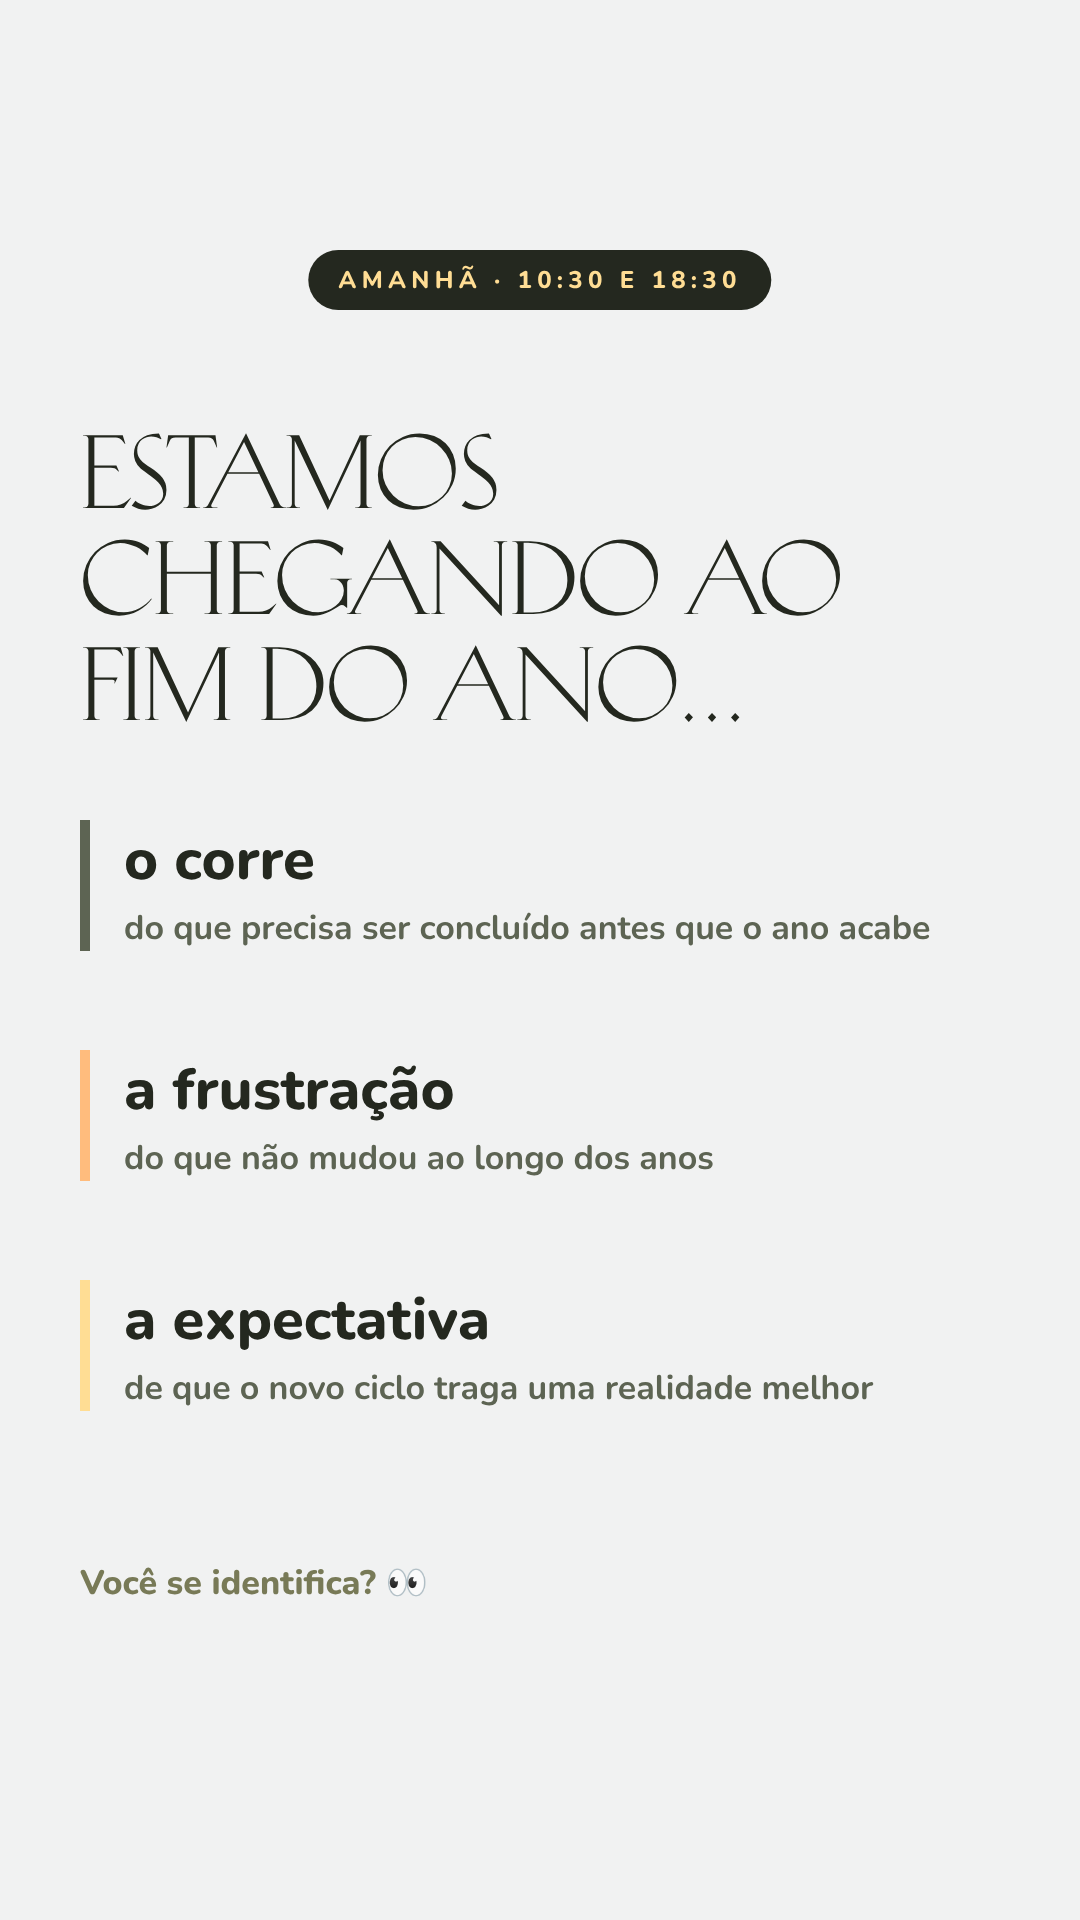 AMANHÃ · 10:30 E 18:30
ESTAMOS
CHEGANDO AO
FIM DO ANO...
o corre
do que precisa ser concluído antes que o ano acabe
a frustração
do que não mudou ao longo dos anos
a expectativa
de que o novo ciclo traga uma realidade melhor
Você se identifica? 👀